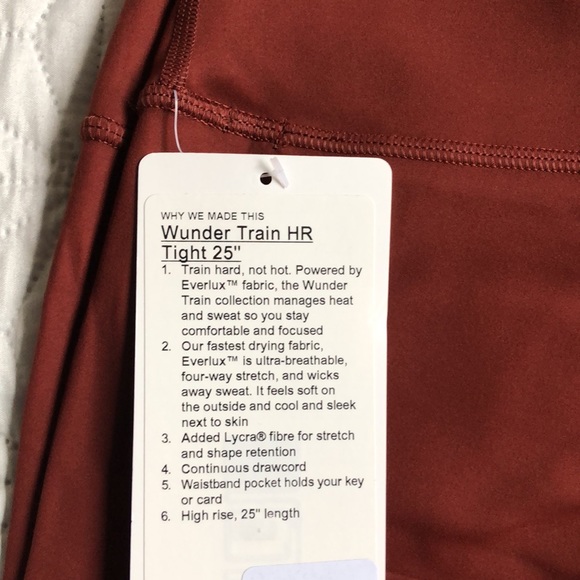 WHY WE MADE THIS
Wunder Train HR
Tight 25"
1. Train hard, not hot. Powered by
Everlux™ fabric, the Wunder
Train collection manages heat
and sweat so you stay
comfortable and focused
2. Our fastest drying fabric,
Everlux™ is ultra-breathable,
four-way stretch, and wicks
away sweat. It feels soft on
the outside and cool and sleek
next to skin
3. Added Lycra® fibre for stretch
and shape retention
4. Continuous drawcord
5. Waistband pocket holds your key
or card
6. High rise, 25" length